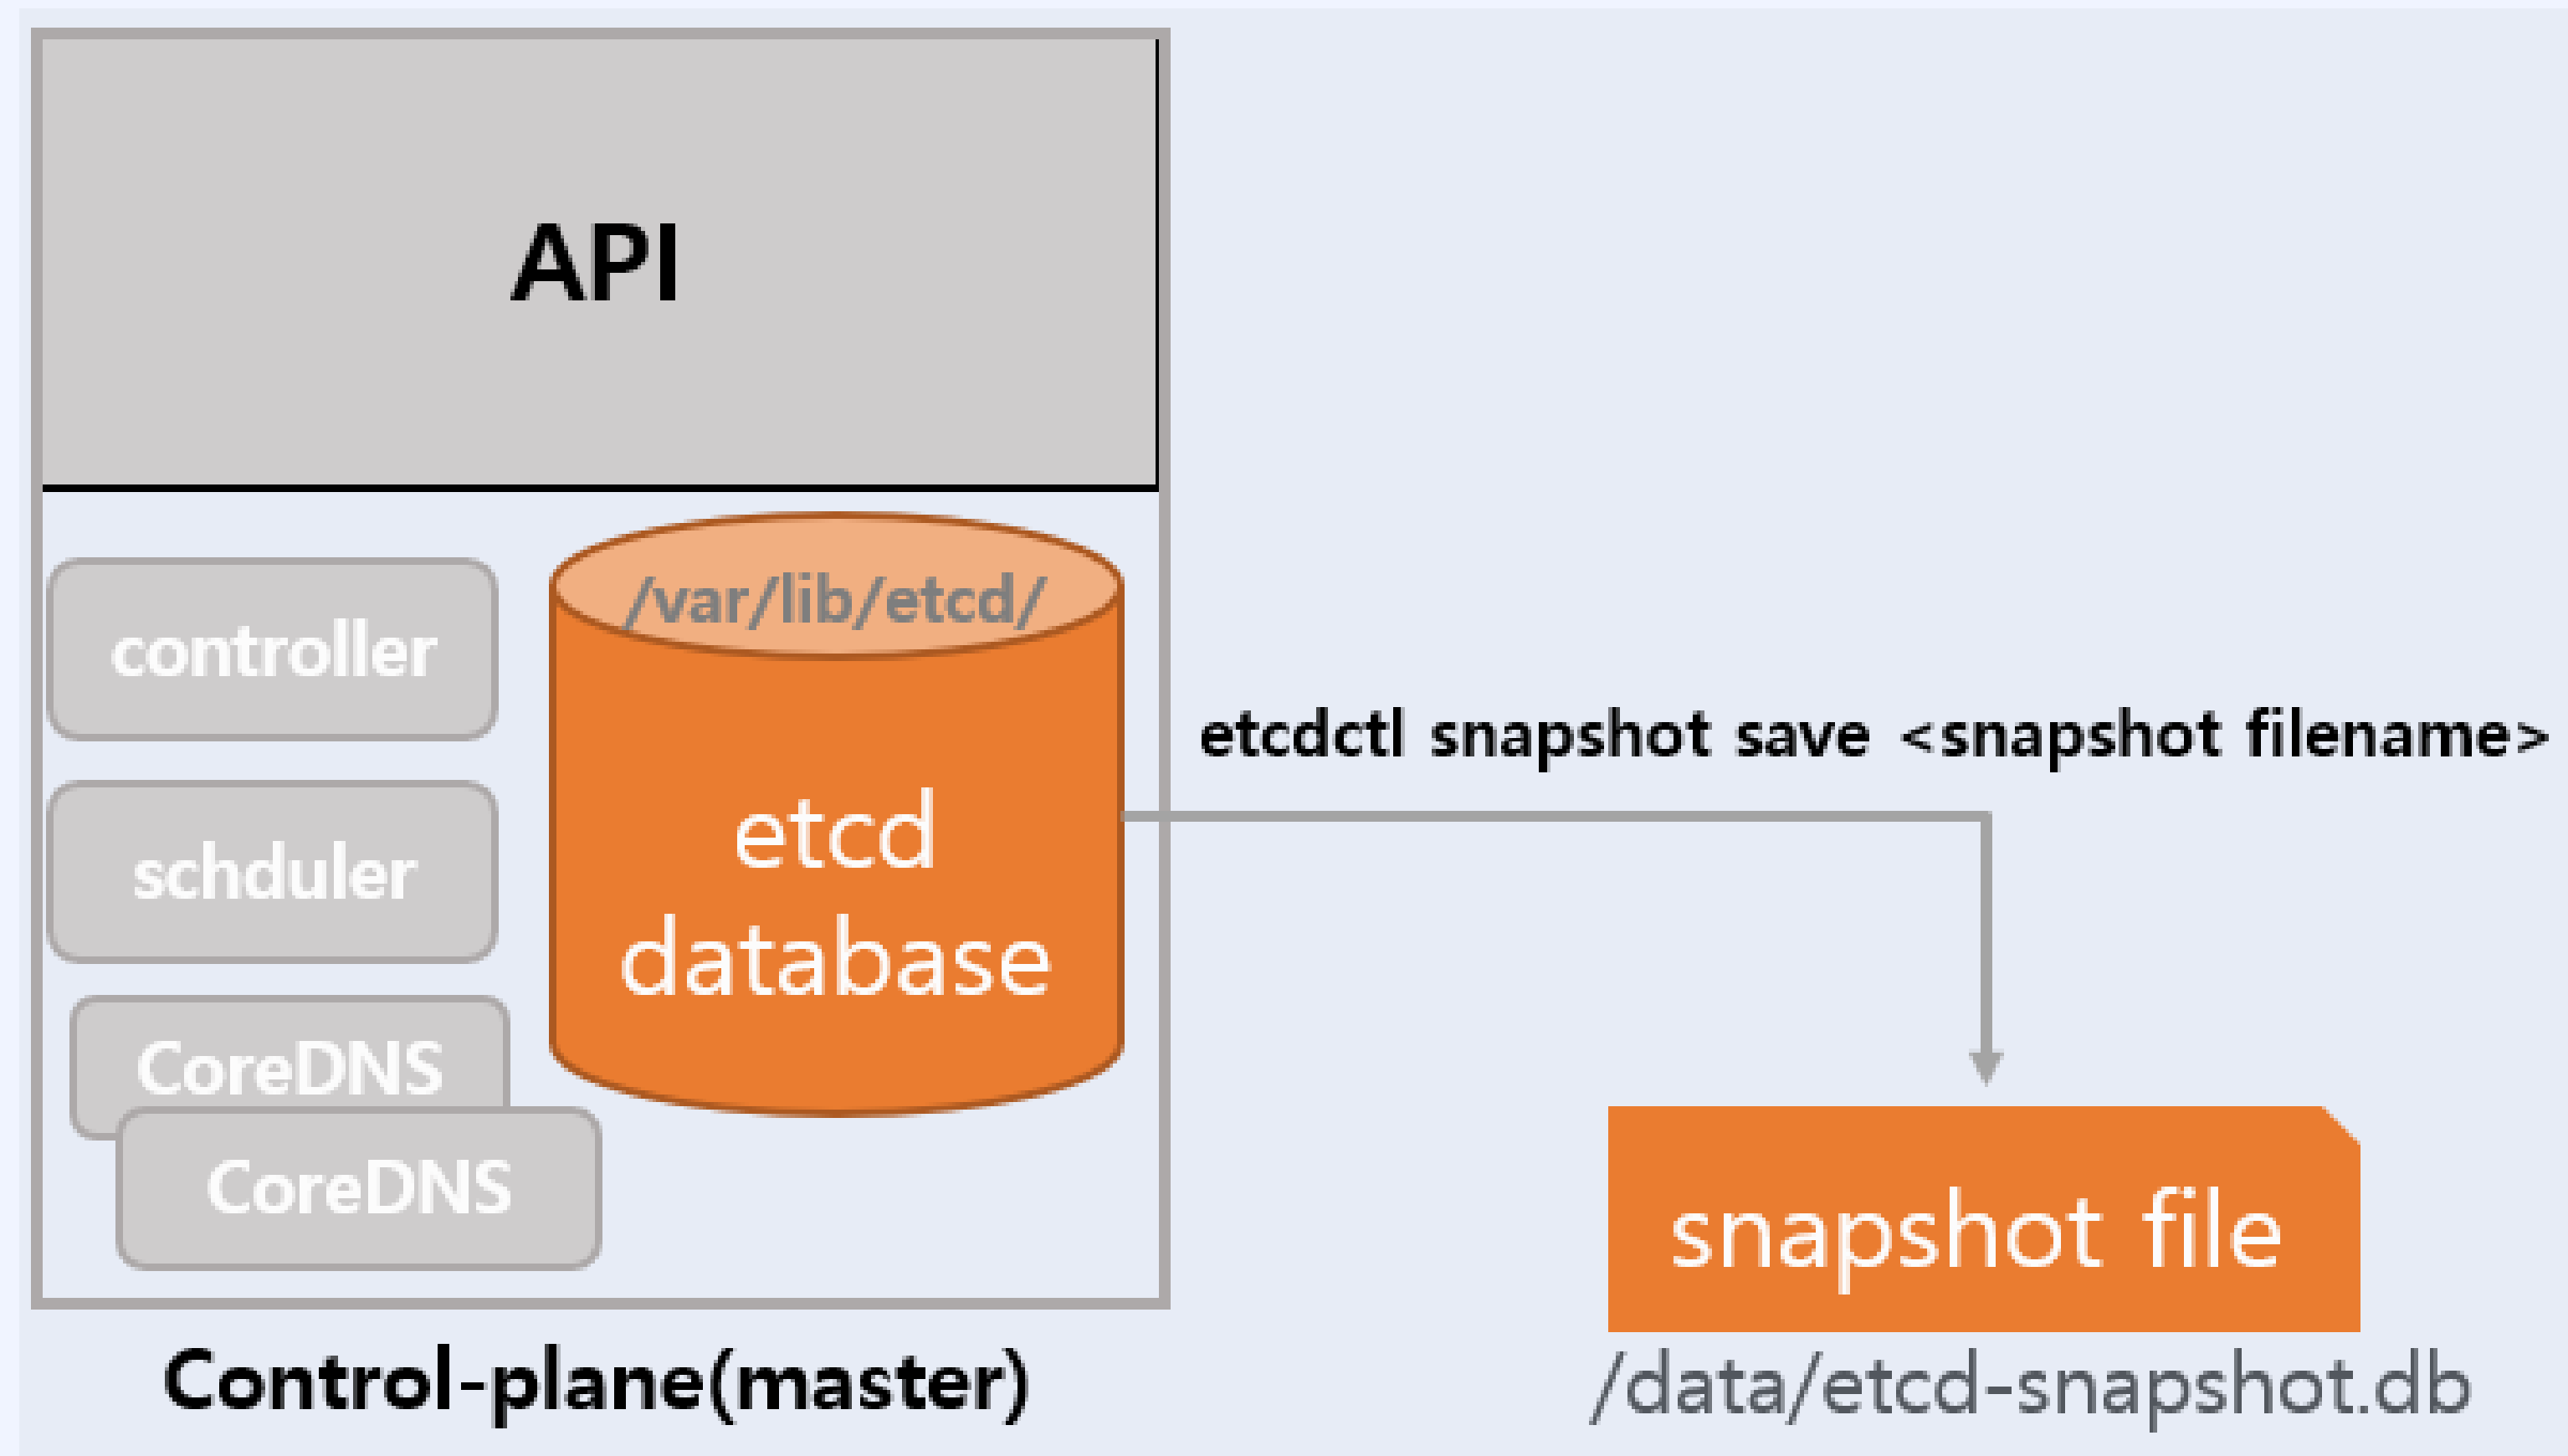 API
/var/lib/etcd/
controller
etcdctl snapshot save <snapshot filename>
etcd
schduler
database
CoreDNS
CoreDNS
snapshot file
Control-plane(master)
/data/etcd-snapshot.db